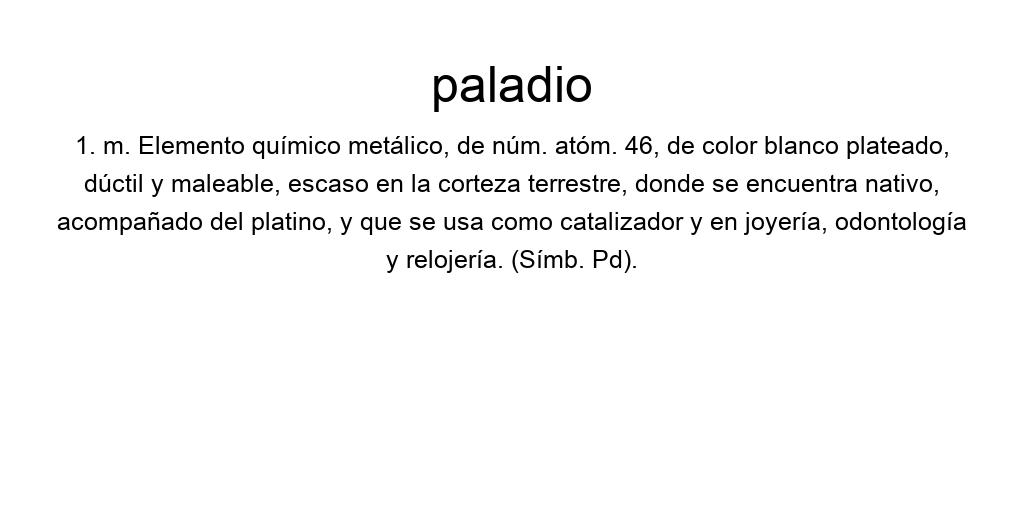 paladio
1. m. Elemento químico metálico, de núm. atóm. 46, de color blanco plateado,
dúctil y maleable, escaso en la corteza terrestre, donde se encuentra nativo,
acompañado del platino, y que se usa como catalizador y en joyería, odontología
y relojería. (Símb. Pd).